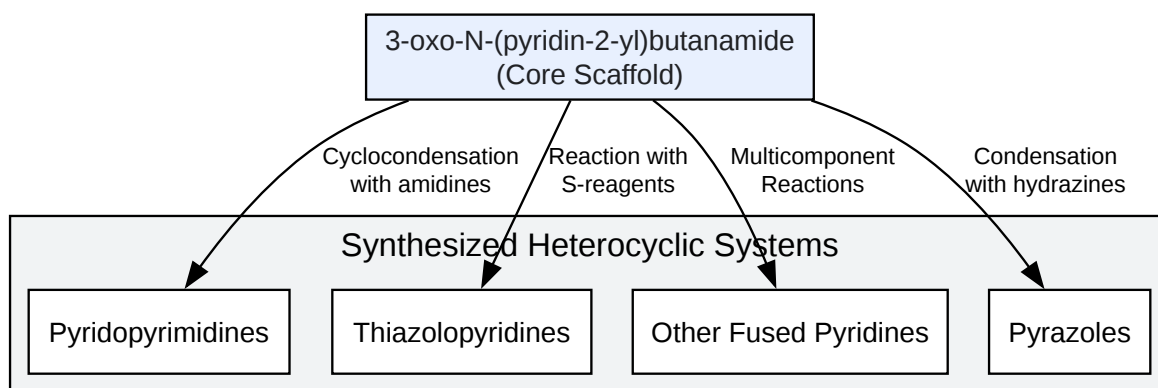 3-oxo-N-(pyridin-2-yl)butanamide
(Core Scaffold)
Cyclocondensation
with amidines
Reaction with
S-reagents
Multicomponent
Reactions
Condensation
with hydrazines
Synthesized Heterocyclic Systems
Pyridopyrimidines
Thiazolopyridines
Other Fused Pyridines
Pyrazoles